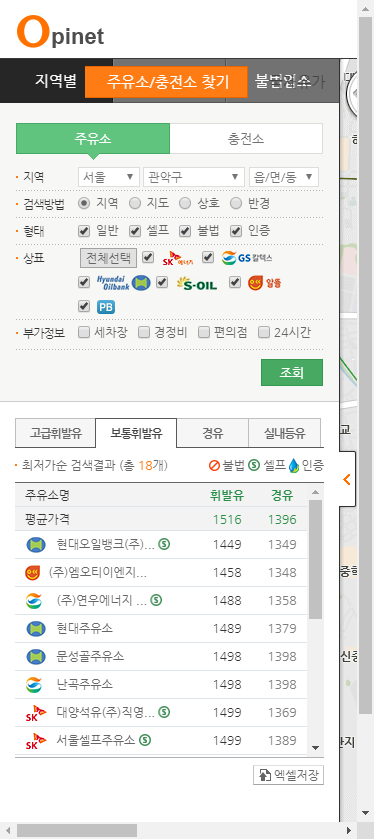 Opinet
지역별 주유소/충전소 찾기 불법업소
주유소 충전소
지역 서울 관악구 읍/면/동
검색방법 지역 지도 상호 반경
형태 일반 셀프 불법 인증
상표 전체선택 SK에너지 GS칼텍스
Hyundai Oilbank S-OIL 알뜰
PB
부가정보 세차장 경정비 편의점 24시간
조회
고급휘발유 보통휘발유 경유 실내등유
최저가순 검색결과 (총 18개) 불법 셀프 인증
주유소명 휘발유 경유
평균가격 1516 1396
현대오일뱅크(주)... 1449 1349
(주)엠오티이엔지... 1458 1348
(주)연우에너지 ... 1488 1358
현대주유소 1489 1379
문성골주유소 1498 1398
난곡주유소 1498 1398
SK 대양석유(주)직영... 1499 1369
SK 서울셀프주유소 1499 1389
엑셀저장